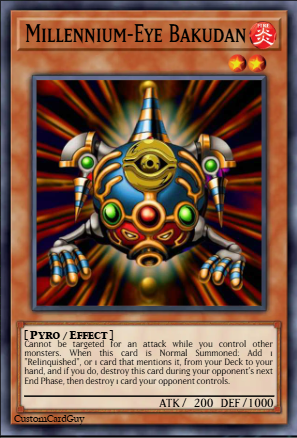 Millennium-Eye Bakudan
FIRE
炎
[Pyro / Effect]
Cannot be targeted for an attack while you control other
monsters. When this card is Normal Summoned: Add 1
"Relinquished", or 1 card that mentions it, from your Deck to your
hand, and if you do, destroy this card during your opponent's next
End Phase, then destroy 1 card your opponent controls.
ATK / 200 DEF / 1000
CustomCardGuy